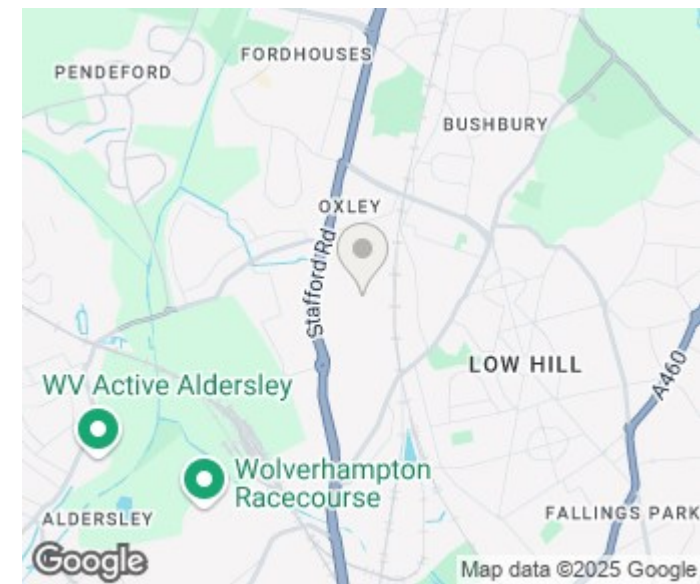 FORDHOUSES
PENDEFORD
BUSHBURY
OXLEY
Stafford Rd
LOW HILL
A460
WV Active Aldersley
Wolverhampton
Racecourse
ALDERSLEY
FALLINGS PARK
Google
Map data ©2025 Google